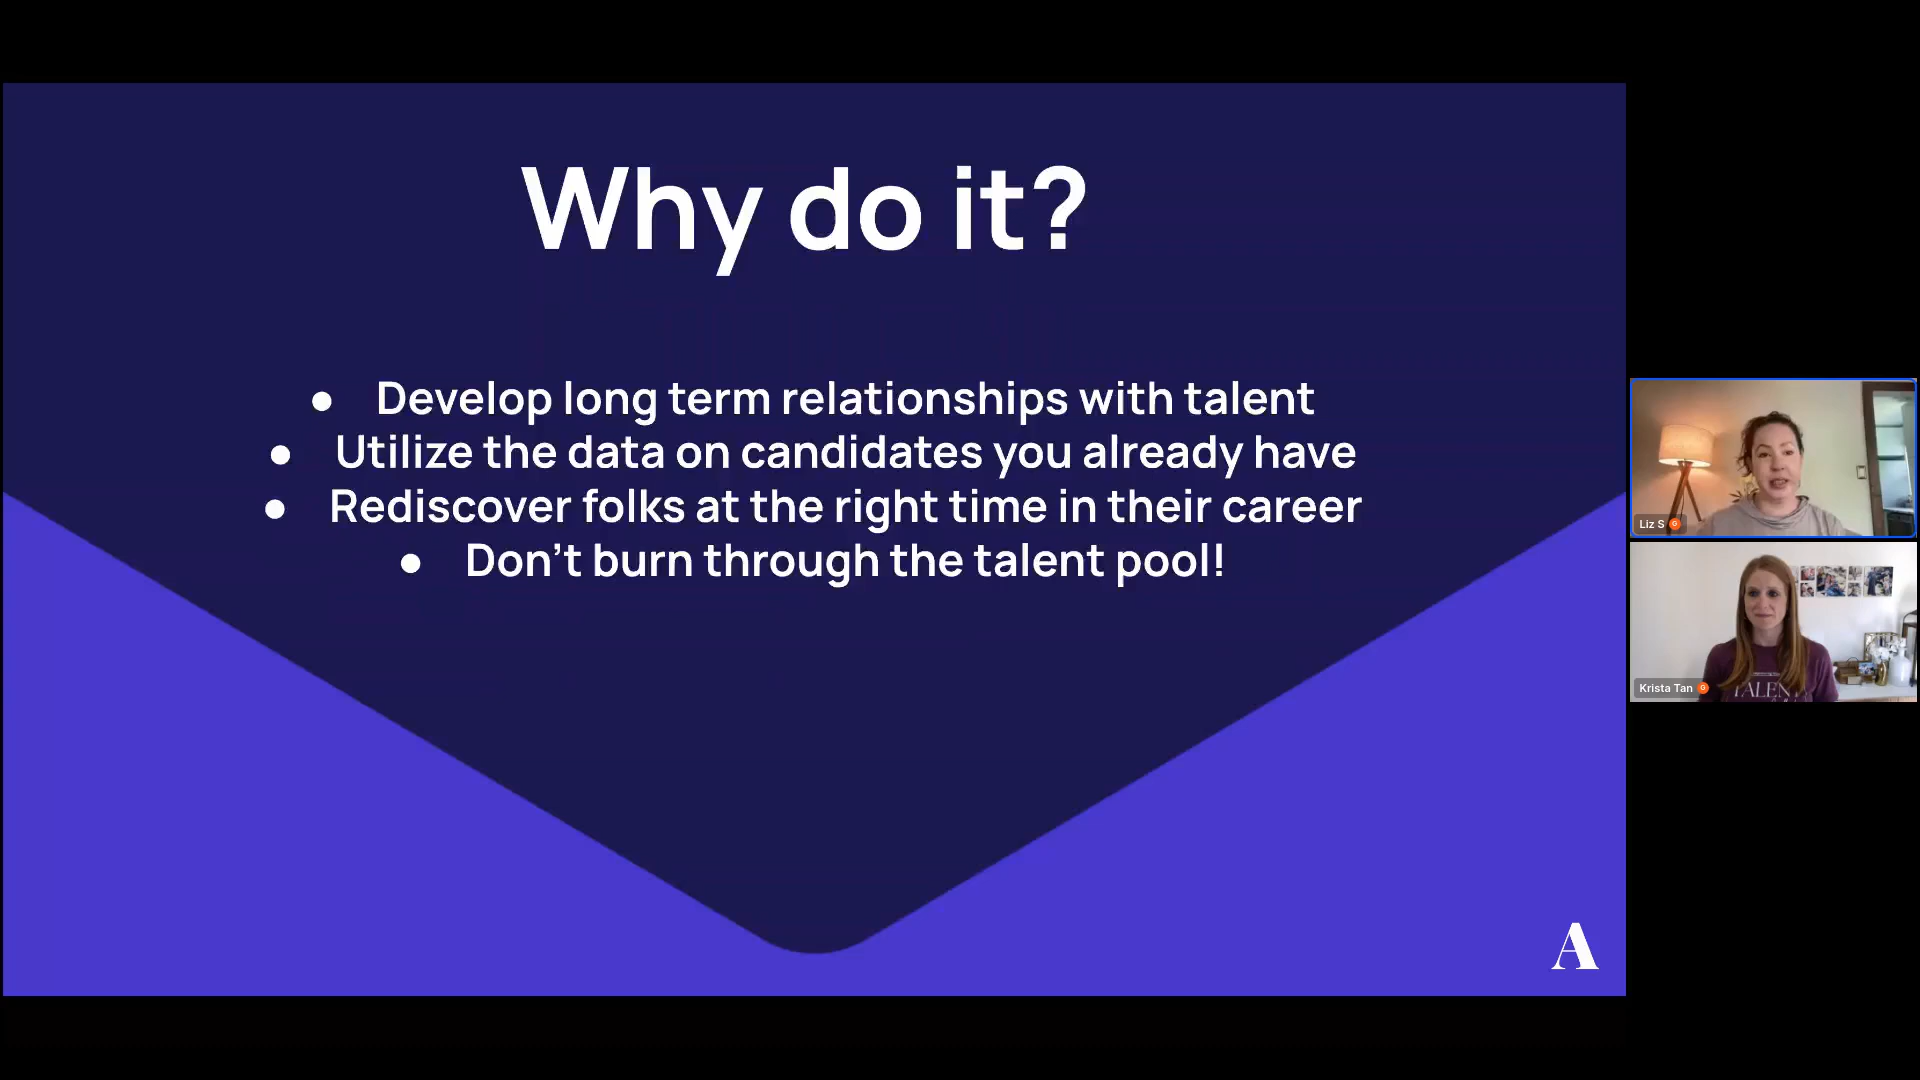 Why do it?
● Develop long term relationships with talent
● Utilize the data on candidates you already have
● Rediscover folks at the right time in their career
● Don't burn through the talent pool!
A
Liz S
Krista Tan
TALENT